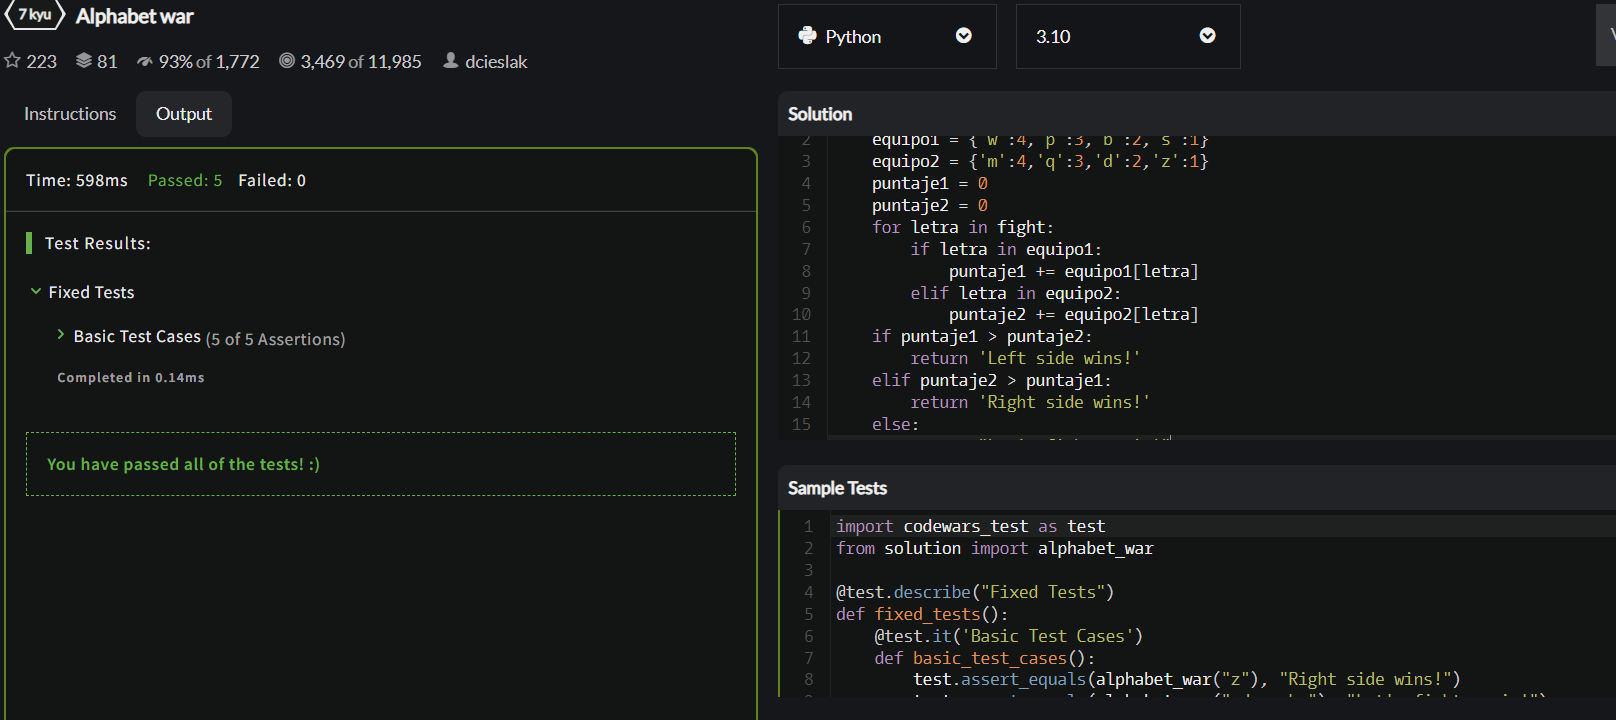 7 kyu Alphabet war
223 81 93% of 1,772 3,469 of 11,985 dcieslak
Instructions Output
Time: 598ms Passed: 5 Failed: 0
Test Results:
Fixed Tests
Basic Test Cases (5 of 5 Assertions)
Completed in 0.14ms
You have passed all of the tests! :)
Python 3.10
Solution
2 equipo1 = {'w':4,'p':3,'b':2,'s':1}
3 equipo2 = {'m':4,'q':3,'d':2,'z':1}
4 puntaje1 = 0
5 puntaje2 = 0
6 for letra in fight:
7 if letra in equipo1:
8 puntaje1 += equipo1[letra]
9 elif letra in equipo2:
10 puntaje2 += equipo2[letra]
11 if puntaje1 > puntaje2:
12 return 'Left side wins!'
13 elif puntaje2 > puntaje1:
14 return 'Right side wins!'
15 else:
Sample Tests
1 import codewars_test as test
2 from solution import alphabet_war
3
4 @test.describe("Fixed Tests")
5 def fixed_tests():
6 @test.it('Basic Test Cases')
7 def basic_test_cases():
8 test.assert_equals(alphabet_war("z"), "Right side wins!")